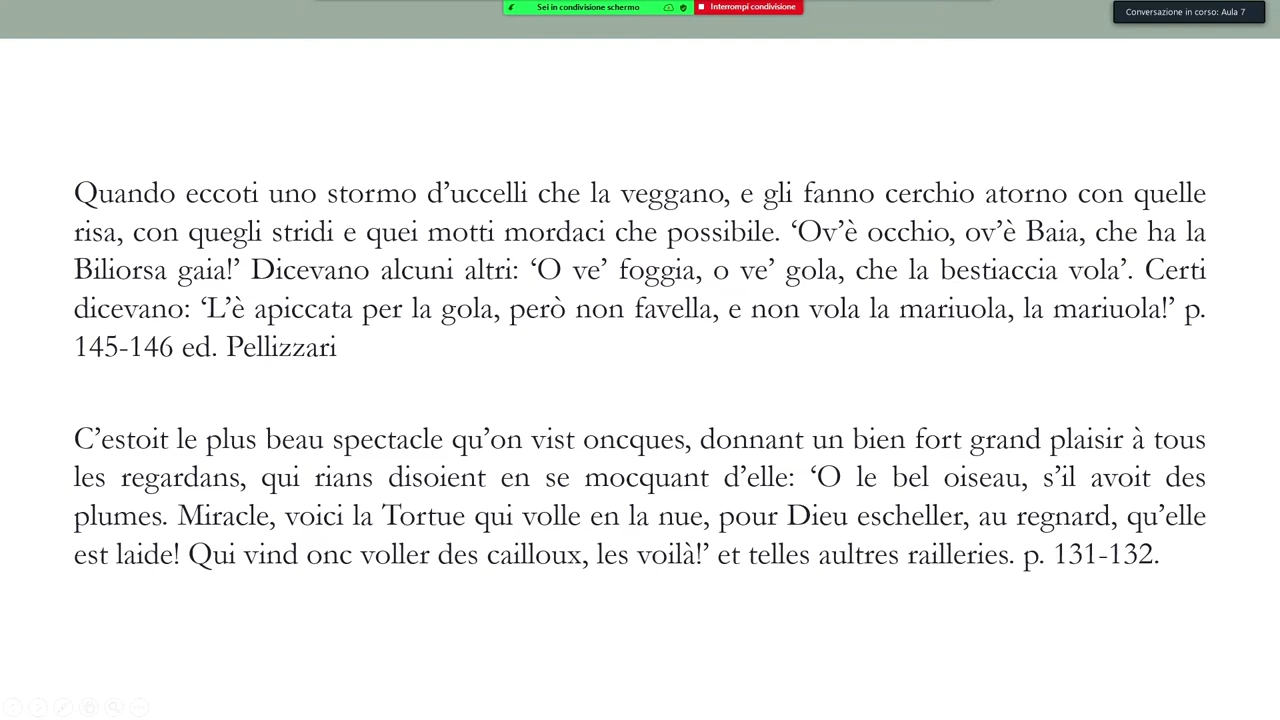 Sei in condivisione schermo
Interrompi condivisione
Conversazione in corso: Aula 7
Quando eccoti uno stormo d’uccelli che la veggano, e gli fanno cerchio atorno con quelle
risa, con quegli stridi e quei motti mordaci che possibile. ‘Ov’è occhio, ov’è Baia, che ha la
Biliorsa gaia!’ Dicevano alcuni altri: ‘O ve’ foggia, o ve’ gola, che la bestiaccia vola’. Certi
dicevano: ‘L’è apiccata per la gola, però non favella, e non vola la mariuola, la mariuola!’ p.
145-146 ed. Pellizzari
C’estoit le plus beau spectacle qu’on vist oncques, donnant un bien fort grand plaisir à tous
les regardans, qui rians disoient en se mocquant d’elle: ‘O le bel oiseau, s’il avoit des
plumes. Miracle, voici la Tortue qui volle en la nue, pour Dieu escheller, au regnard, qu’elle
est laide! Qui vind onc voller des cailloux, les voilà!’ et telles aultres railleries. p. 131-132.